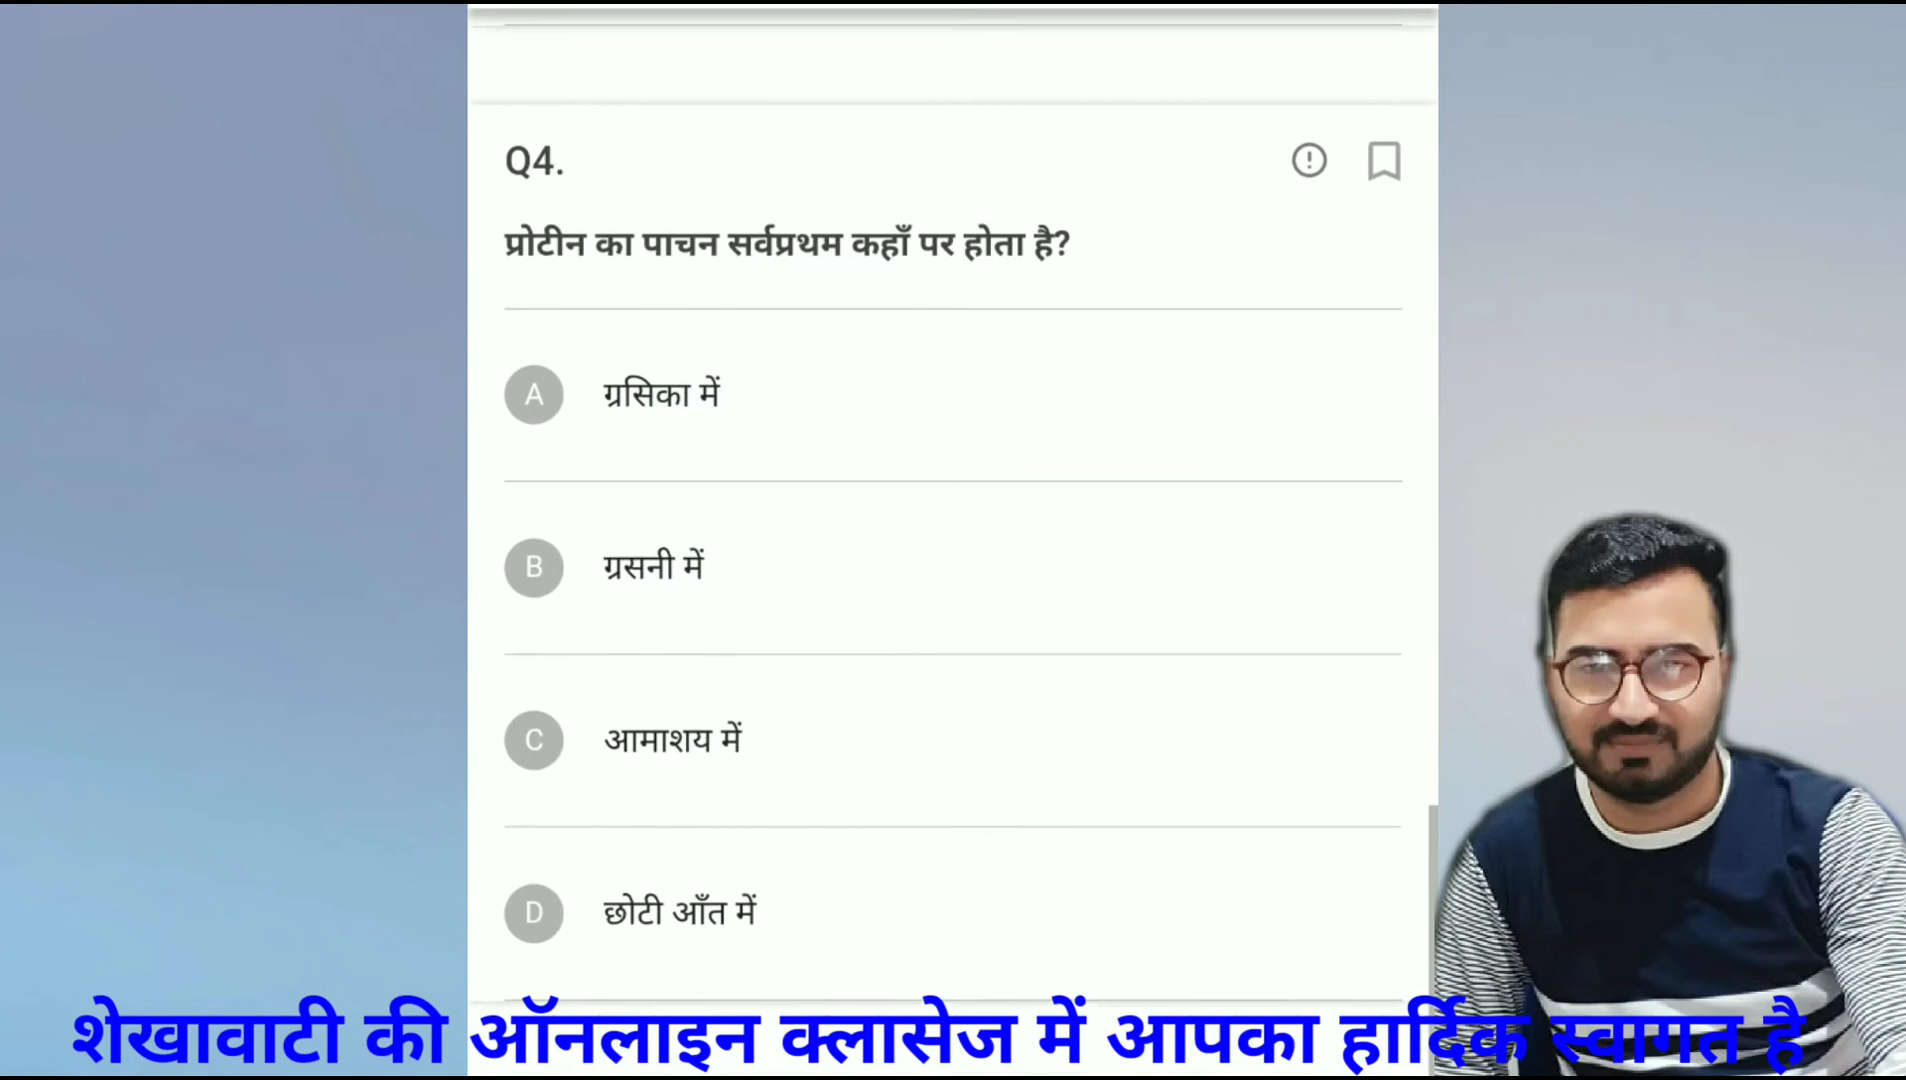 Q4.
प्रोटीन का पाचन सर्वप्रथम कहाँ पर होता है?
A ग्रसिका में
B ग्रसनी में
C आमाशय में
D छोटी आँत में
शेखावाटी की ऑनलाइन क्लासेज में आपका हार्दिक स्वागत है